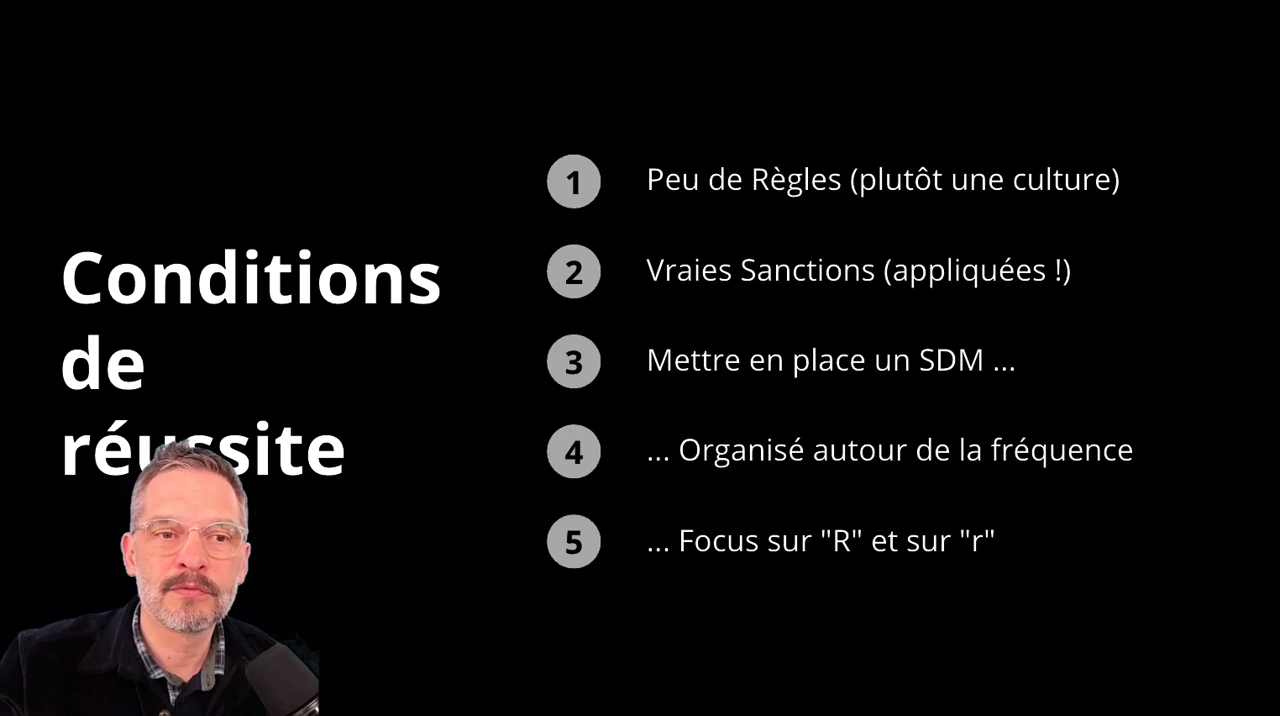 Conditions
de
réussite
1 Peu de Règles (plutôt une culture)
2 Vraies Sanctions (appliquées !)
3 Mettre en place un SDM ...
4 ... Organisé autour de la fréquence
5 ... Focus sur "R" et sur "r"